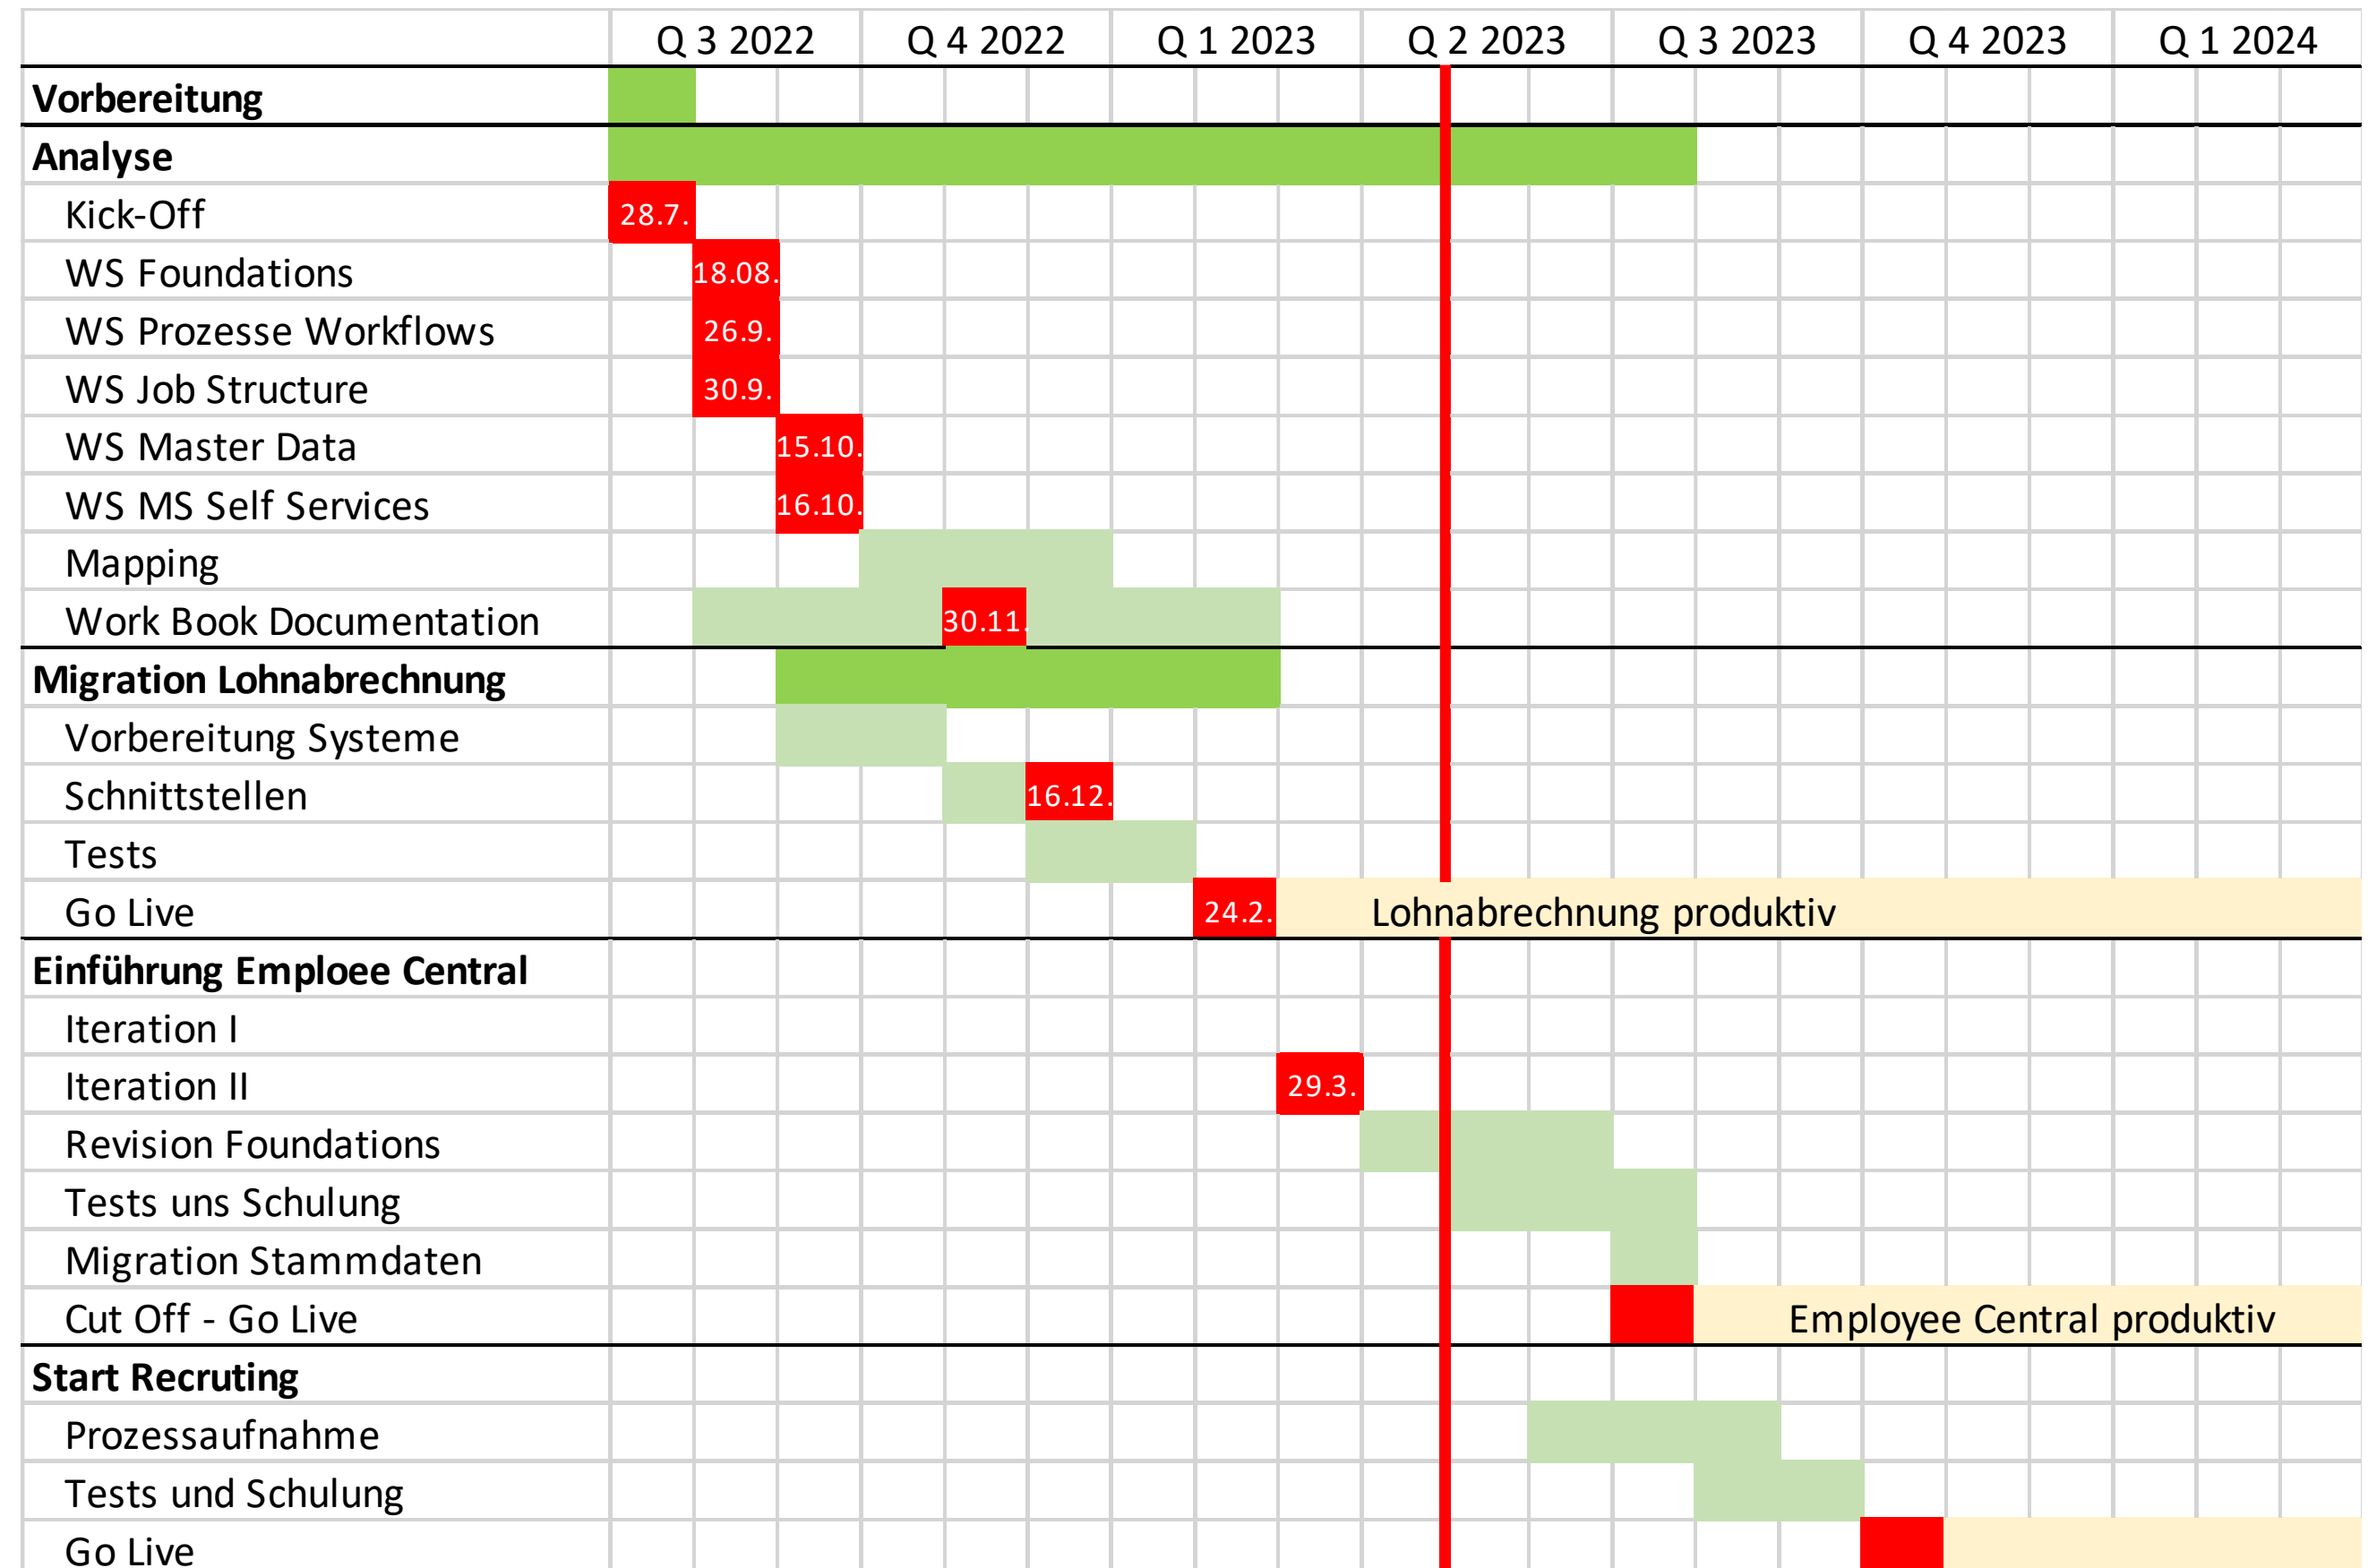 Q 3 2022 Q 4 2022 Q 1 2023 Q 2 2023 Q 3 2023 Q 4 2023 Q 1 2024
Vorbereitung
Analyse
Kick-Off 28.7.
WS Foundations 18.08.
WS Prozesse Workflows 26.9.
WS Job Structure 30.9.
WS Master Data 15.10.
WS MS Self Services 16.10.
Mapping
Work Book Documentation 30.11.
Migration Lohnabrechnung
Vorbereitung Systeme
Schnittstellen 16.12.
Tests
Go Live 24.2. Lohnabrechnung produktiv
Einführung Emploee Central
Iteration I
Iteration II 29.3.
Revision Foundations
Tests uns Schulung
Migration Stammdaten
Cut Off - Go Live Employee Central produktiv
Start Recruting
Prozessaufnahme
Tests und Schulung
Go Live